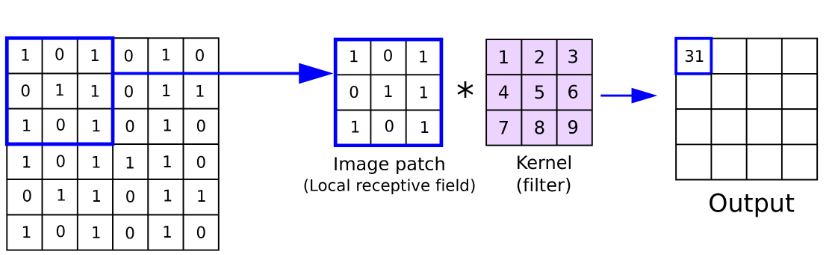 1 0 1 0 1 0
0 1 1 0 1 1
1 0 1 0 1 0
1 0 1 1 1 0
0 1 1 0 1 1
1 0 1 0 1 0
1 0 1
0 1 1
1 0 1
Image patch
(Local receptive field)
*
1 2 3
4 5 6
7 8 9
Kernel
(filter)
31
Output